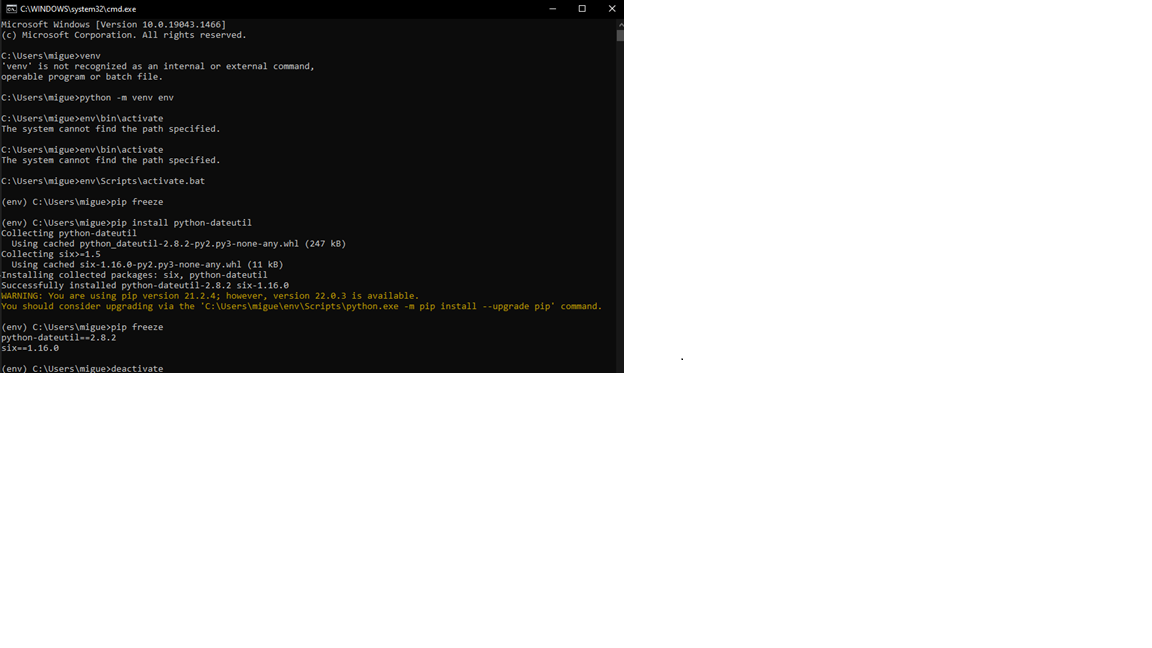 C:\WINDOWS\system32\cmd.exe
Microsoft Windows [Version 10.0.19043.1466]
(c) Microsoft Corporation. All rights reserved.
C:\Users\migue>venv
'venv' is not recognized as an internal or external command,
operable program or batch file.
C:\Users\migue>python -m venv env
C:\Users\migue>env\bin\activate
The system cannot find the path specified.
C:\Users\migue>env\bin\activate
The system cannot find the path specified.
C:\Users\migue>env\Scripts\activate.bat
(env) C:\Users\migue>pip freeze
(env) C:\Users\migue>pip install python-dateutil
Collecting python-dateutil
  Using cached python_dateutil-2.8.2-py2.py3-none-any.whl (247 kB)
Collecting six>=1.5
  Using cached six-1.16.0-py2.py3-none-any.whl (11 kB)
Installing collected packages: six, python-dateutil
Successfully installed python-dateutil-2.8.2 six-1.16.0
WARNING: You are using pip version 21.2.4; however, version 22.0.3 is available.
You should consider upgrading via the 'C:\Users\migue\env\Scripts\python.exe -m pip install --upgrade pip' command.
(env) C:\Users\migue>pip freeze
python-dateutil==2.8.2
six==1.16.0
(env) C:\Users\migue>deactivate